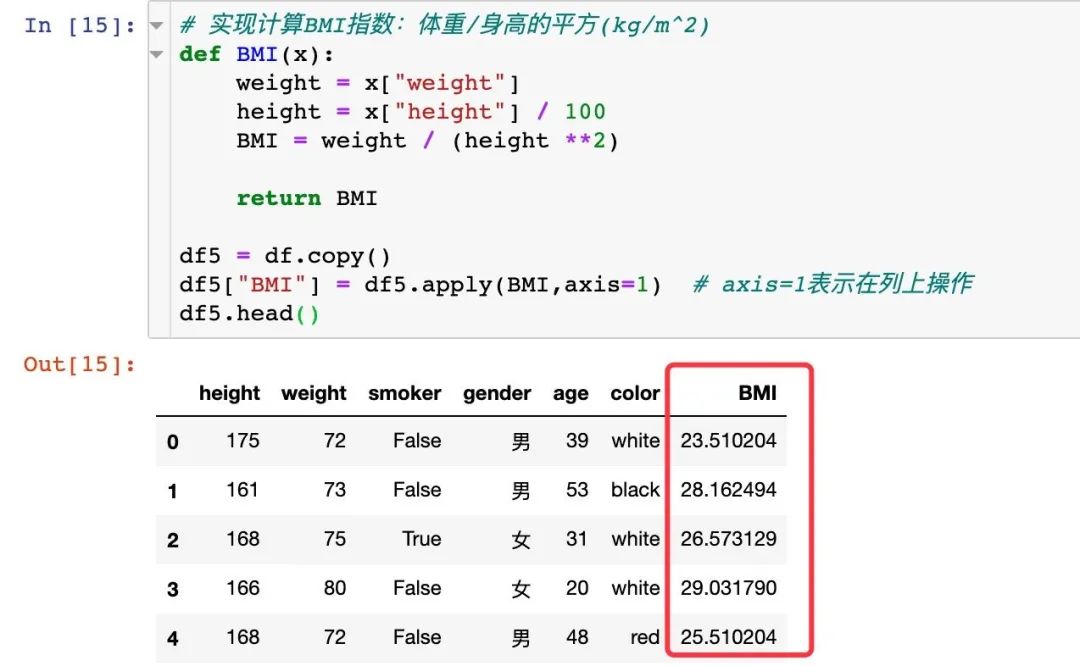 In [15]:
# 实现计算BMI指数：体重/身高的平方(kg/m^2)
def BMI(x):
    weight = x["weight"]
    height = x["height"] / 100
    BMI = weight / (height **2)
    return BMI
df5 = df.copy()
df5["BMI"] = df5.apply(BMI,axis=1)  # axis=1表示在列上操作
df5.head()
Out[15]:
height weight smoker gender age color BMI
0 175 72 False 男 39 white 23.510204
1 161 73 False 男 53 black 28.162494
2 168 75 True 女 31 white 26.573129
3 166 80 False 女 20 white 29.031790
4 168 72 False 男 48 red 25.510204